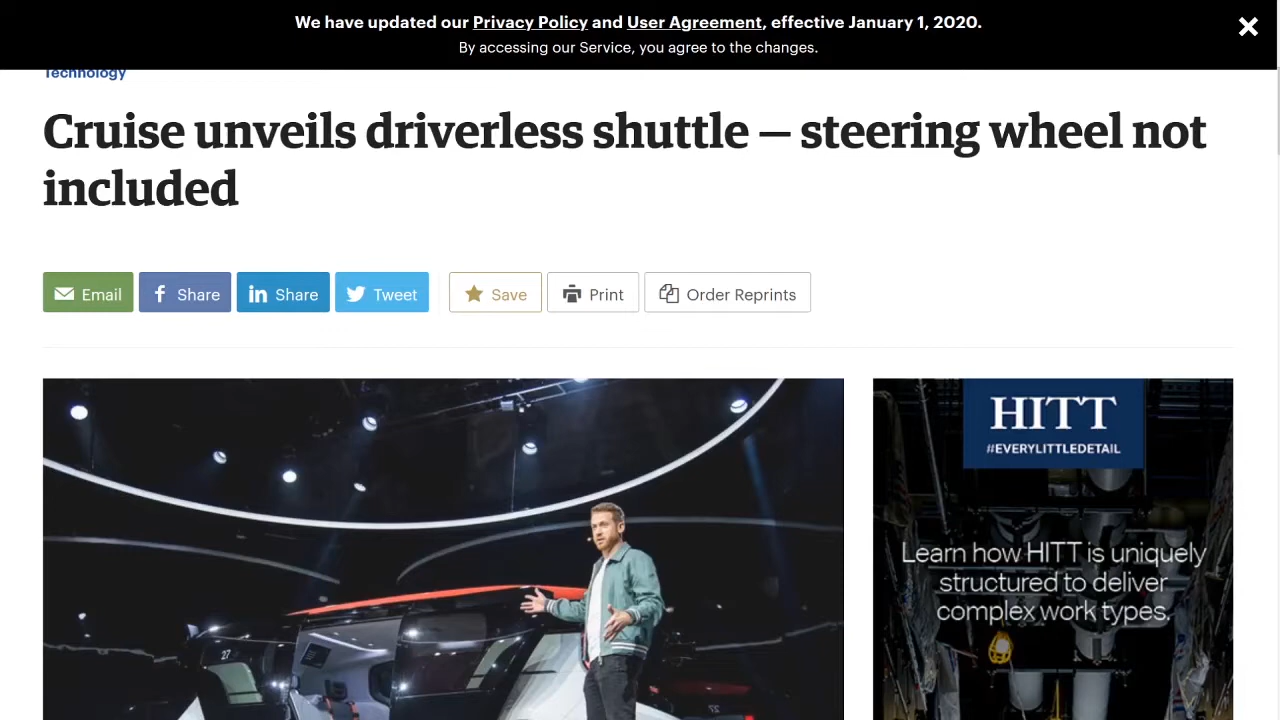 We have updated our Privacy Policy and User Agreement, effective January 1, 2020.
By accessing our Service, you agree to the changes.
Technology
Cruise unveils driverless shuttle — steering wheel not
included
Email
Share
Share
Tweet
Save
Print
Order Reprints
HITT
#EVERYLITTLEDETAIL
Learn how HITT is uniquely
structured to deliver
complex work types.
27